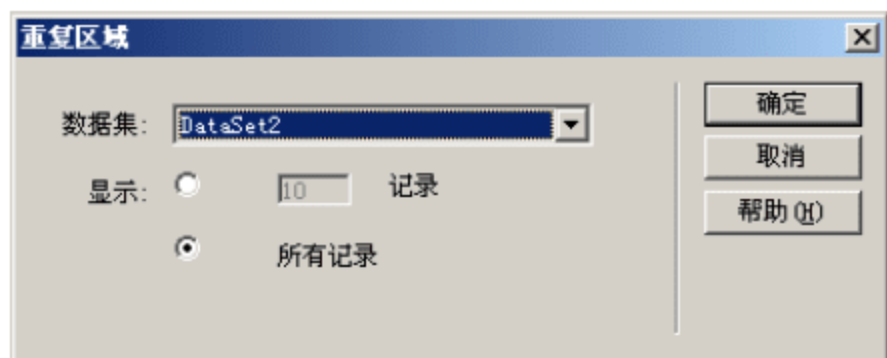 重复区域
数据集: DataSet2
确定
取消
显示: 10 记录
帮助(H)
所有记录